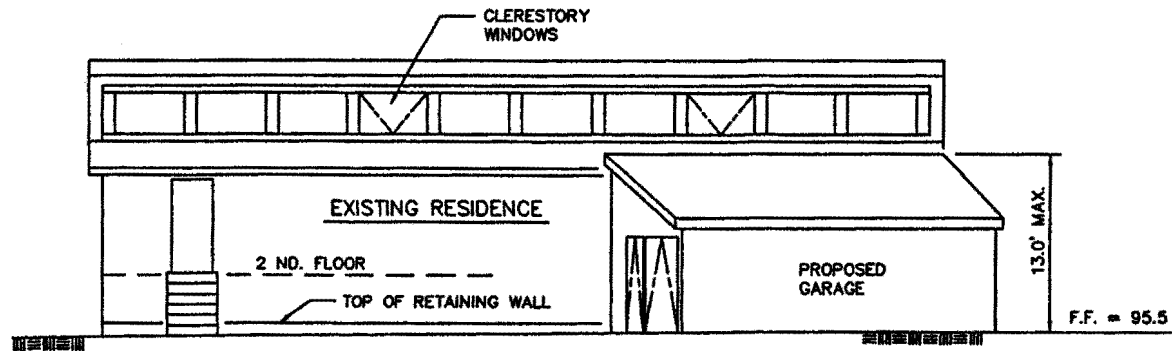 CLERESTORY
WINDOWS
EXISTING RESIDENCE
2 ND. FLOOR
TOP OF RETAINING WALL
PROPOSED
GARAGE
13.0' MAX.
F.F. = 95.5